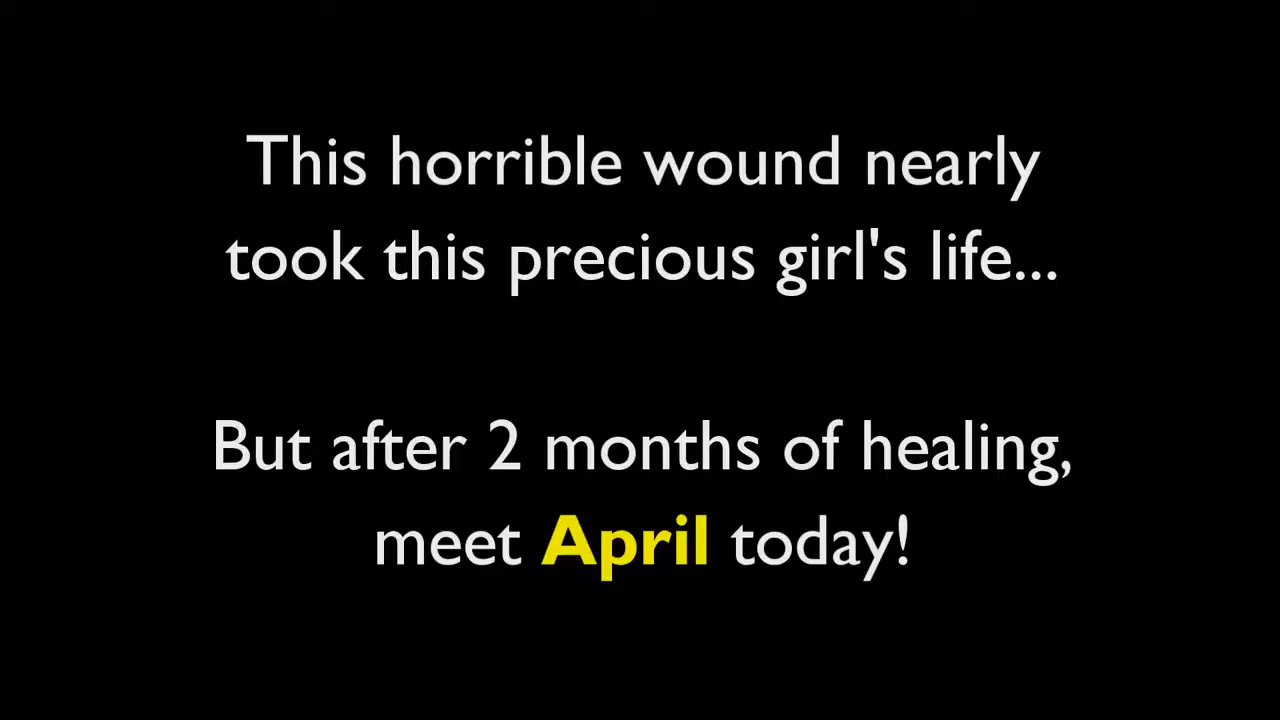 This horrible wound nearly
took this precious girl's life...
But after 2 months of healing,
meet April today!